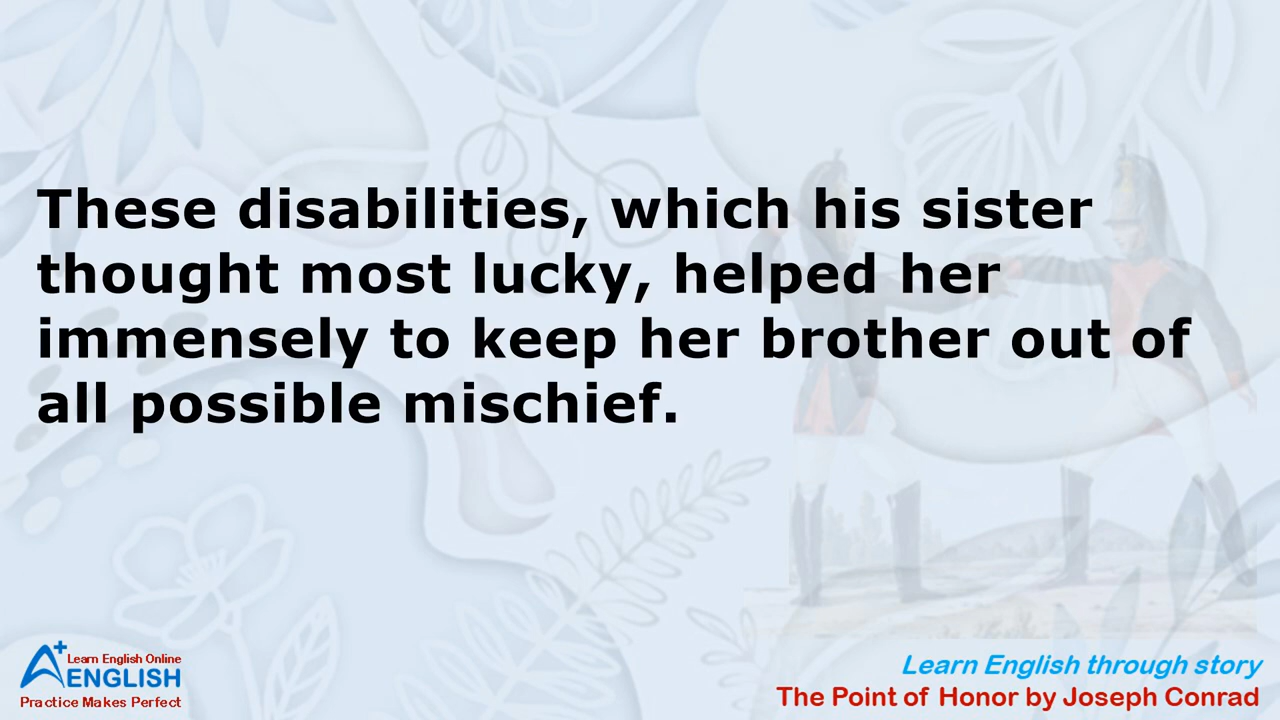 These disabilities, which his sister
thought most lucky, helped her
immensely to keep her brother out of
all possible mischief.
A+ Learn English Online
ENGLISH
Practice Makes Perfect
Learn English through story
The Point of Honor by Joseph Conrad